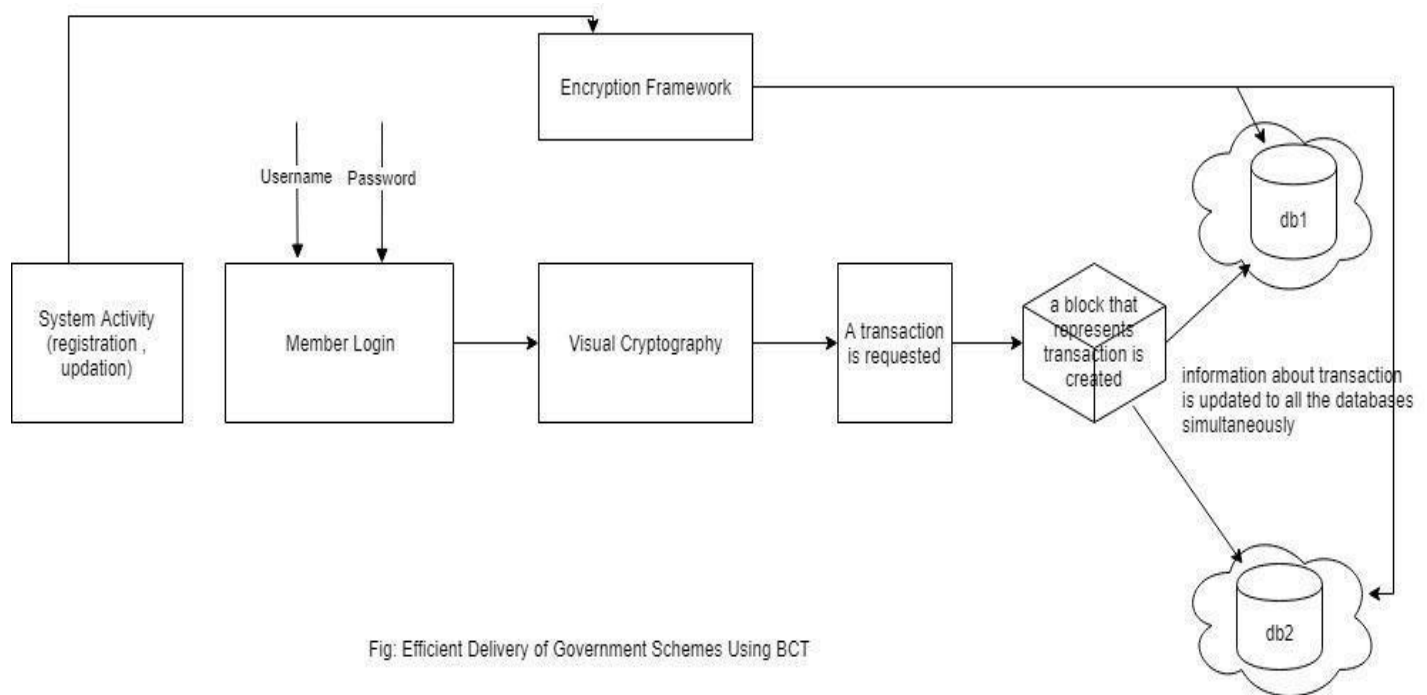 Encryption Framework
Username
Password
db1
System Activity
(registration ,
updation)
Member Login
Visual Cryptography
A transaction
is requested
a block that
represents
transaction is
created
information about transaction
is updated to all the databases
simultaneously
db2
Fig: Efficient Delivery of Government Schemes Using BCT